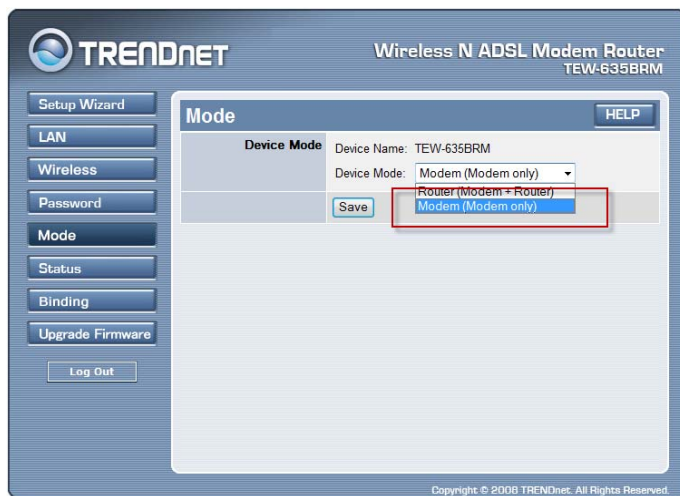 TRENDNET
Wireless N ADSL Modem Router
TEW-635BRM
Setup Wizard
LAN
Wireless
Password
Mode
Status
Binding
Upgrade Firmware
Log Out
Mode
HELP
Device Mode
Device Name: TEW-635BRM
Device Mode: Modem (Modem only)
Router (Modem + Router)
Modem (Modem only)
Save
Copyright © 2008 TRENDnet. All Rights Reserved.